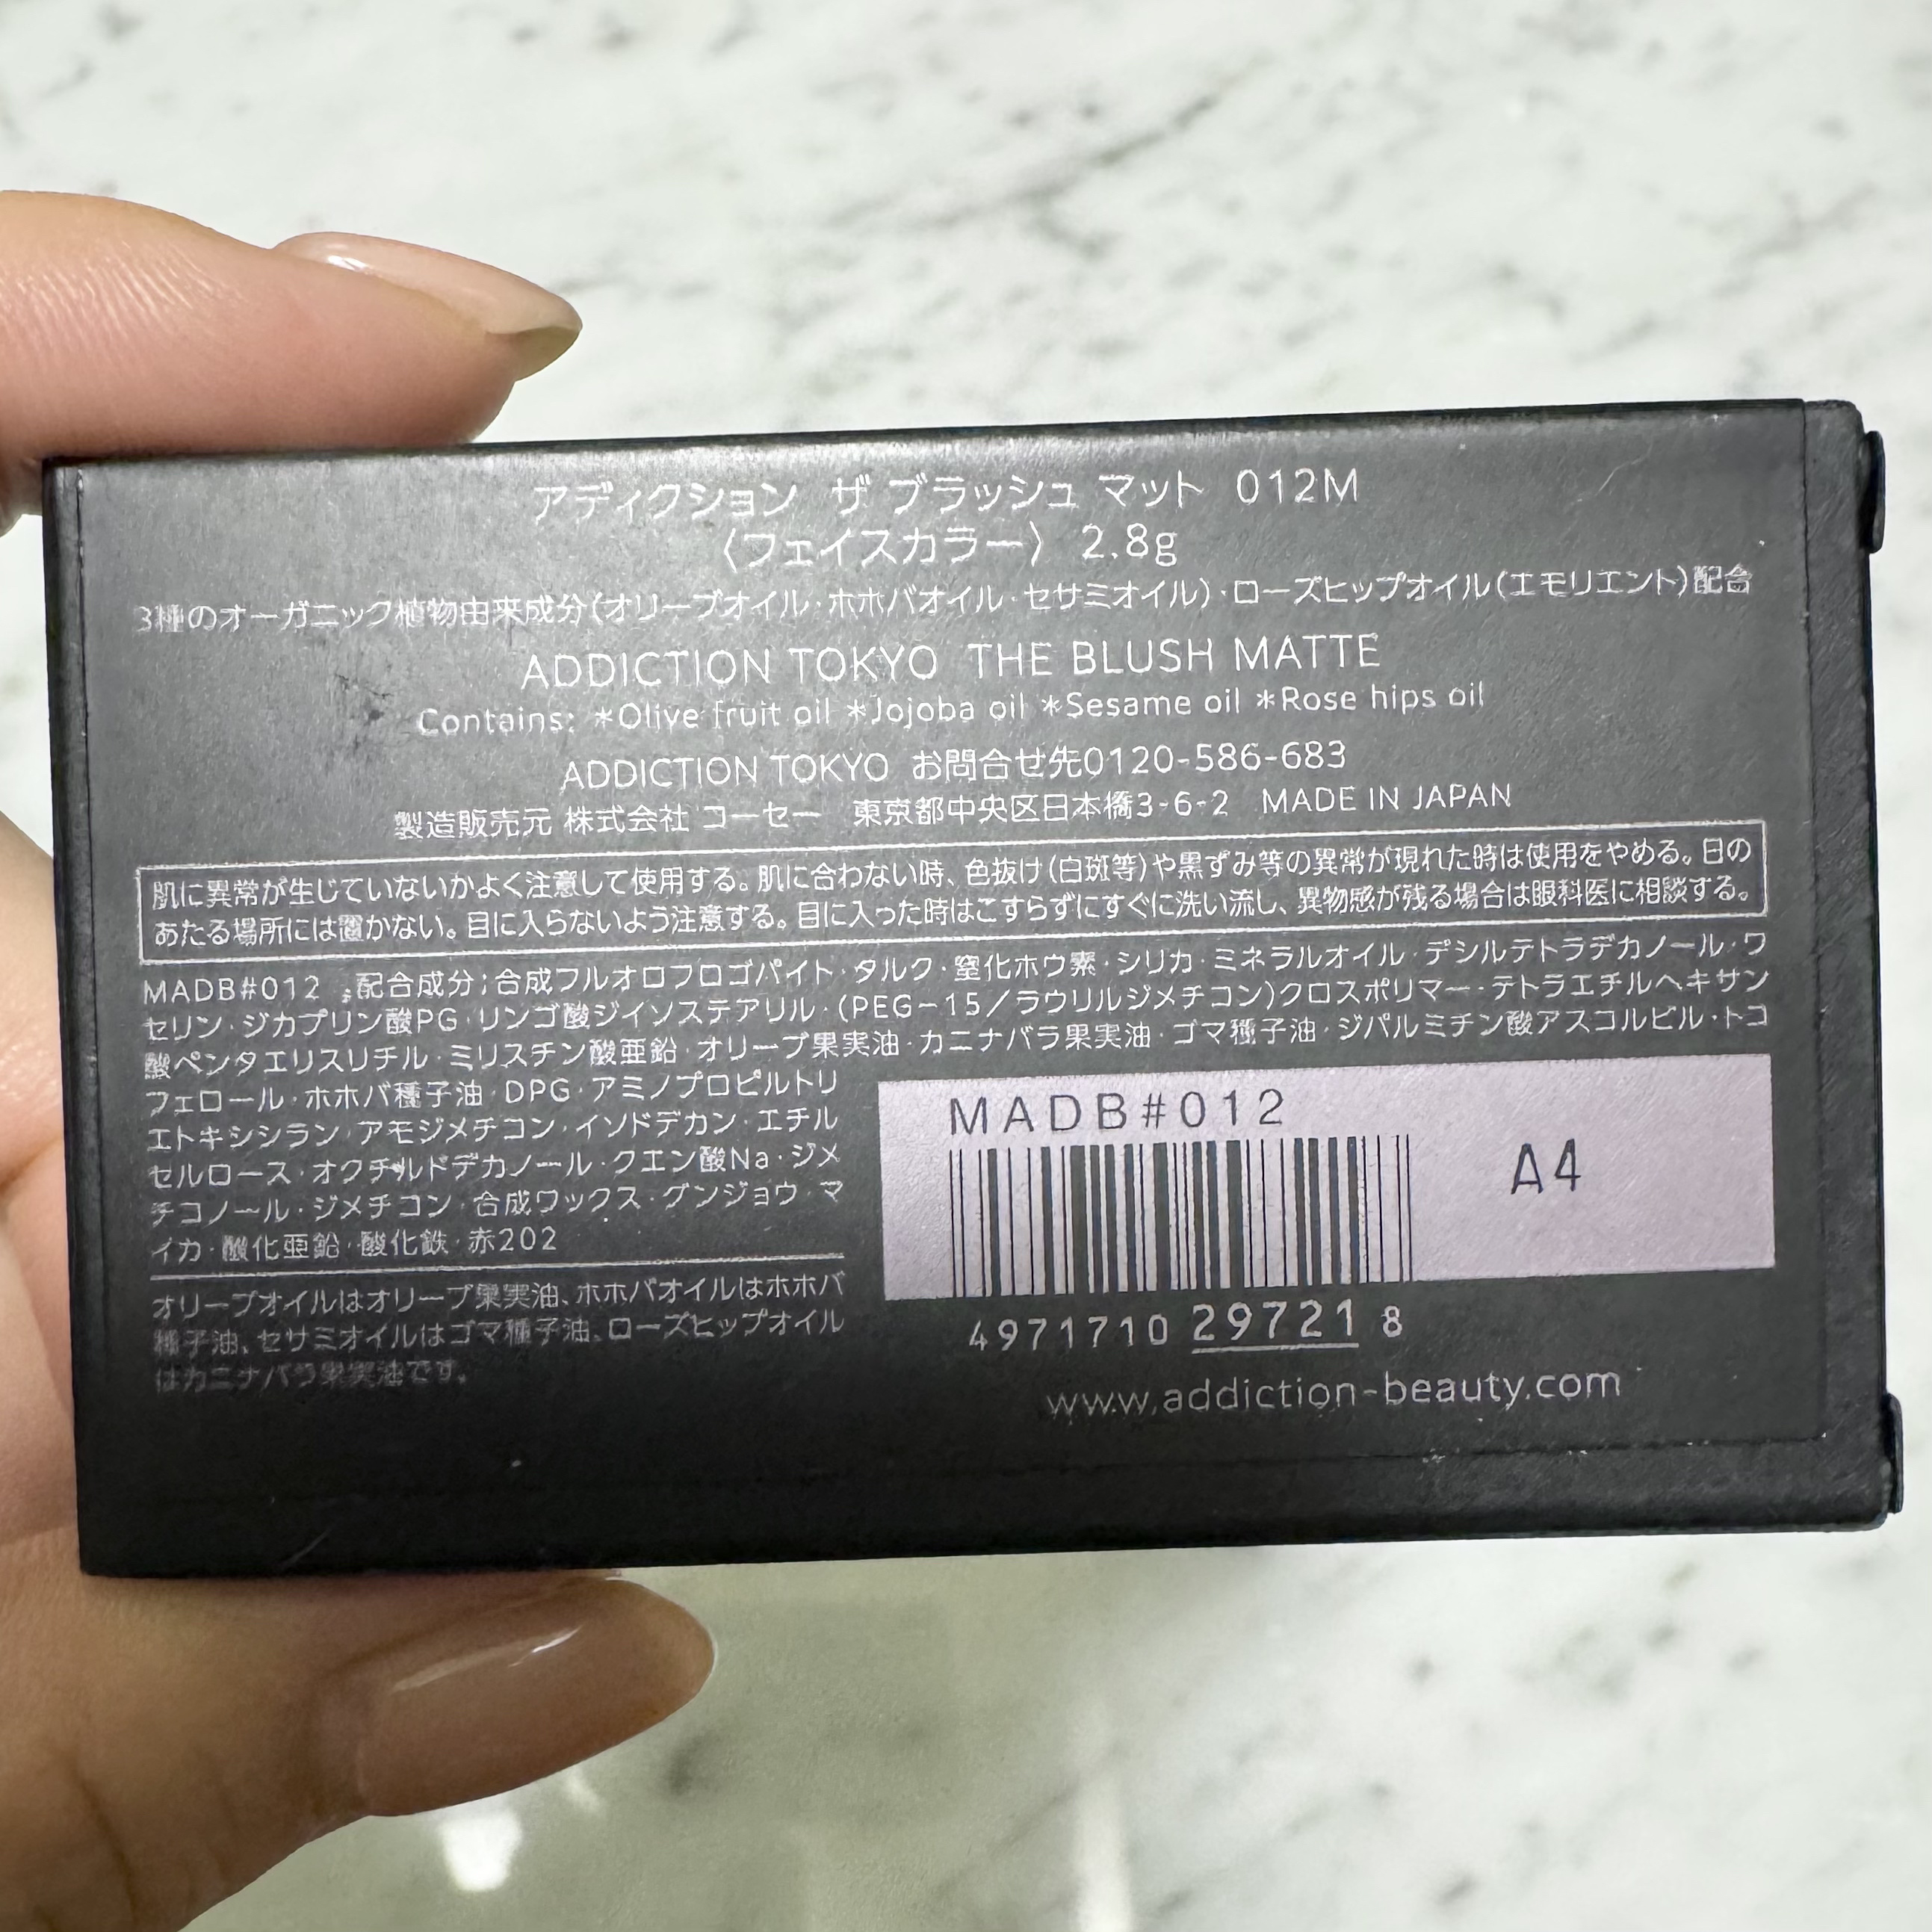 アディクション ザ ブラッシュ マット 012M
〈フェイスカラー〉 2.8g
3種のオーガニック植物由来成分(オリーブオイル・ホホバオイル・セサミオイル)・ローズヒップオイル(エモリエント)配合
ADDICTION TOKYO THE BLUSH MATTE
Contains: *Olive fruit oil *Jojoba oil *Sesame oil *Rose hips oil
ADDICTION TOKYO お問合せ先0120-586-683
製造販売元 株式会社 コーセー 東京都中央区日本橋3-6-2 MADE IN JAPAN
肌に異常が生じていないかよく注意して使用する。肌に合わない時、色抜け(白斑等)や黒ずみ等の異常が現れた時は使用をやめる。日の
あたる場所には置かない。目に入らないよう注意する。目に入った時はこすらずにすぐに洗い流し、異物感が残る場合は眼科医に相談する。
MADB#012 ;配合成分;合成フルオロフロゴパイト・タルク・窒化ホウ素・シリカ・ミネラルオイル・デシルテトラデカノール・ワ
セリン・ジカプリン酸PG・リンゴ酸ジイソステアリル・(PEG-15/ラウリルジメチコン)クロスポリマー・テトラエチルヘキサン
酸ペンタエリスリチル・ミリスチン酸亜鉛・オリーブ果実油・カニナバラ果実油・ゴマ種子油・ジパルミチン酸アスコルビル・トコ
フェロール・ホホバ種子油・DPG・アミノプロピルトリ
エトキシシラン・アモジメチコン・イソドデカン・エチル
セルロース・オクチルドデカノール・クエン酸Na・ジメ
チコノール・ジメチコン・合成ワックス・グンジョウ・マ
イカ・酸化亜鉛・酸化鉄・赤202
オリーブオイルはオリーブ果実油、ホホバオイルはホホバ
種子油、セサミオイルはゴマ種子油、ローズヒップオイル
はカニナバラ果実油です。
MADB#012
A4
4971710 29721 8
www.addiction-beauty.com